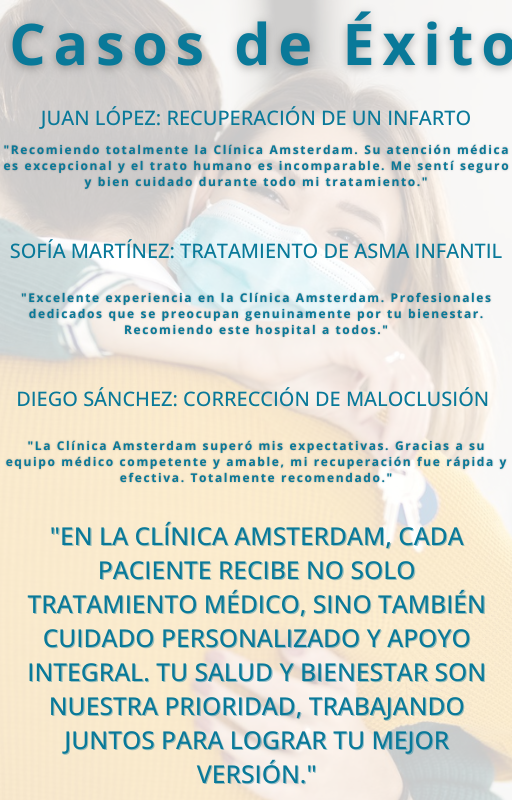 Casos de Éxito
JUAN LÓPEZ: RECUPERACIÓN DE UN INFARTO
"Recomiendo totalmente la Clínica Amsterdam. Su atención médica
es excepcional y el trato humano es incomparable. Me sentí seguro
y bien cuidado durante todo mi tratamiento."
SOFÍA MARTÍNEZ: TRATAMIENTO DE ASMA INFANTIL
"Excelente experiencia en la Clínica Amsterdam. Profesionales
dedicados que se preocupan genuinamente por tu bienestar.
Recomiendo este hospital a todos."
DIEGO SÁNCHEZ: CORRECCIÓN DE MALOCLUSIÓN
"La Clínica Amsterdam superó mis expectativas. Gracias a su
equipo médico competente y amable, mi recuperación fue rápida y
efectiva. Totalmente recomendado."
"EN LA CLÍNICA AMSTERDAM, CADA
PACIENTE RECIBE NO SOLO
TRATAMIENTO MÉDICO, SINO TAMBIÉN
CUIDADO PERSONALIZADO Y APOYO
INTEGRAL. TU SALUD Y BIENESTAR SON
NUESTRA PRIORIDAD, TRABAJANDO
JUNTOS PARA LOGRAR TU MEJOR
VERSIÓN."